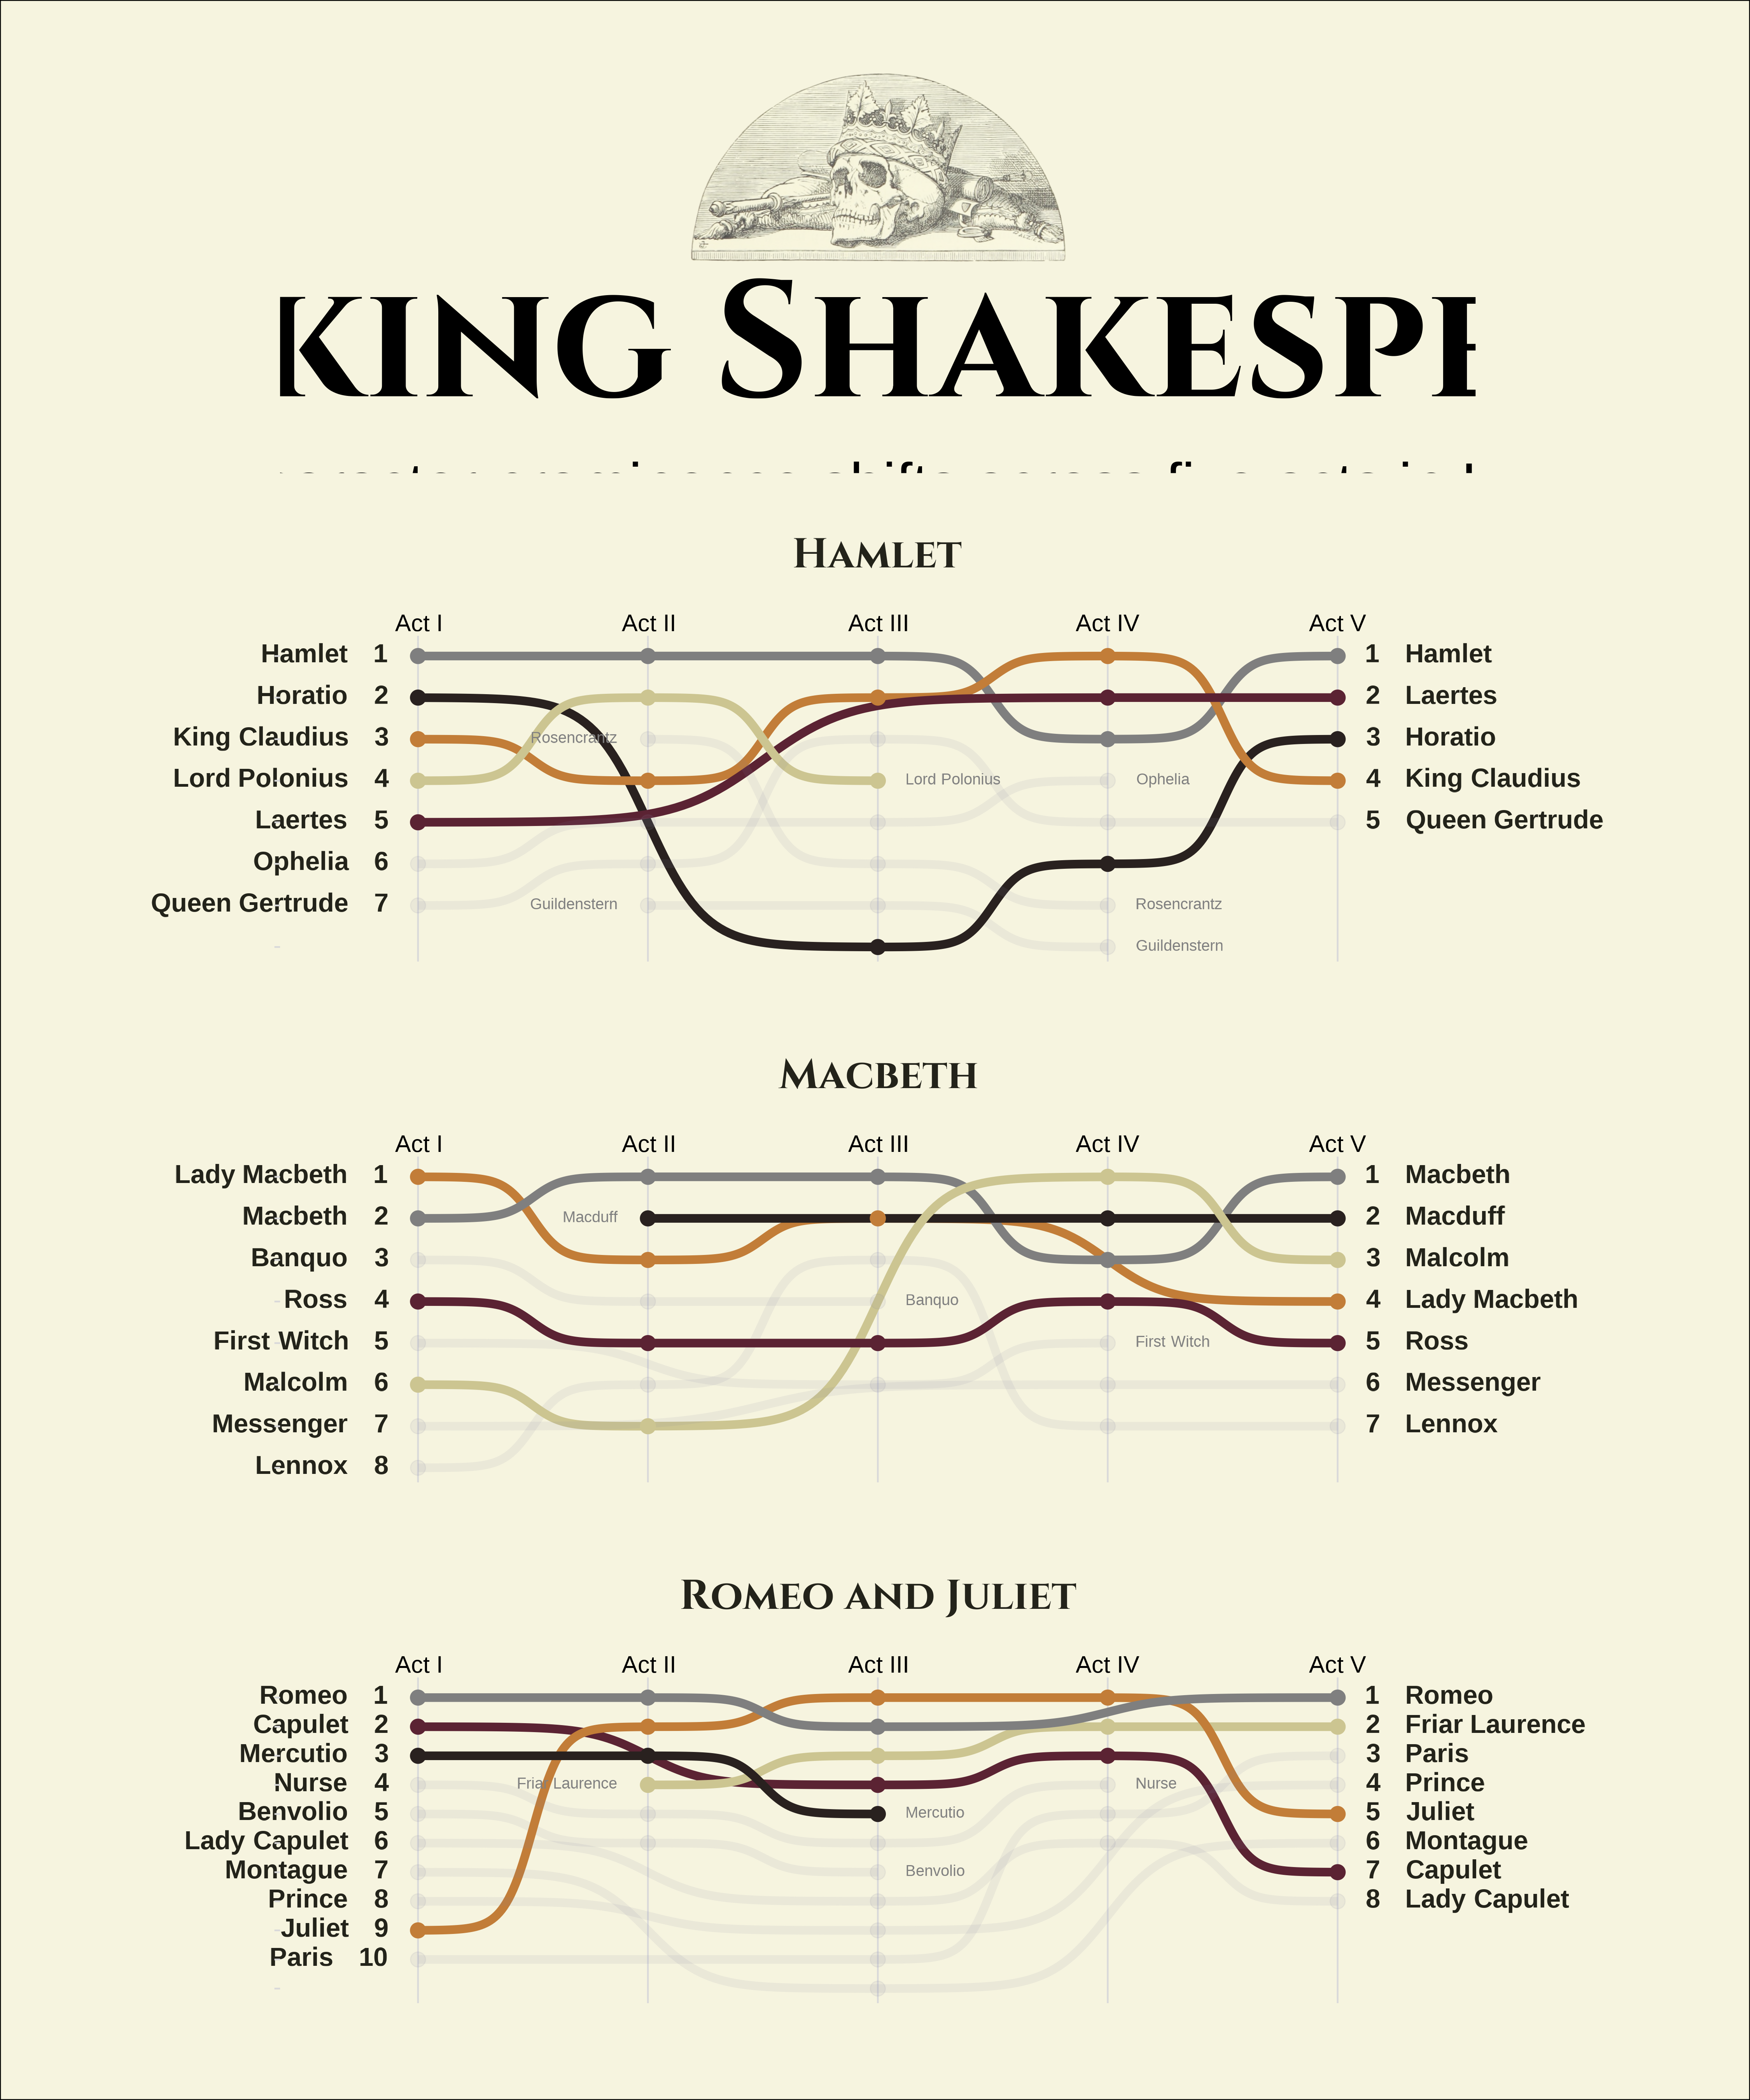 KING SHAKESP
HAMLET
Act I Act II Act III Act IV Act V
Hamlet 1 1 Hamlet
Horatio 2 2 Laertes
King Claudius 3 Rosencrantz 3 Horatio
Lord Polonius 4 Lord Polonius Ophelia 4 King Claudius
Laertes 5 5 Queen Gertrude
Ophelia 6
Queen Gertrude 7 Guildenstern Rosencrantz
Guildenstern
MACBETH
Act I Act II Act III Act IV Act V
Lady Macbeth 1 1 Macbeth
Macbeth 2 Macduff 2 Macduff
Banquo 3 3 Malcolm
Ross 4 Banquo 4 Lady Macbeth
First Witch 5 First Witch 5 Ross
Malcolm 6 6 Messenger
Messenger 7 7 Lennox
Lennox 8
ROMEO AND JULIET
Act I Act II Act III Act IV Act V
Romeo 1 1 Romeo
Capulet 2 2 Friar Laurence
Mercutio 3 3 Paris
Nurse 4 Friar Laurence Nurse 4 Prince
Benvolio 5 Mercutio 5 Juliet
Lady Capulet 6 6 Montague
Montague 7 Benvolio 7 Capulet
Prince 8 8 Lady Capulet
Juliet 9
Paris 10